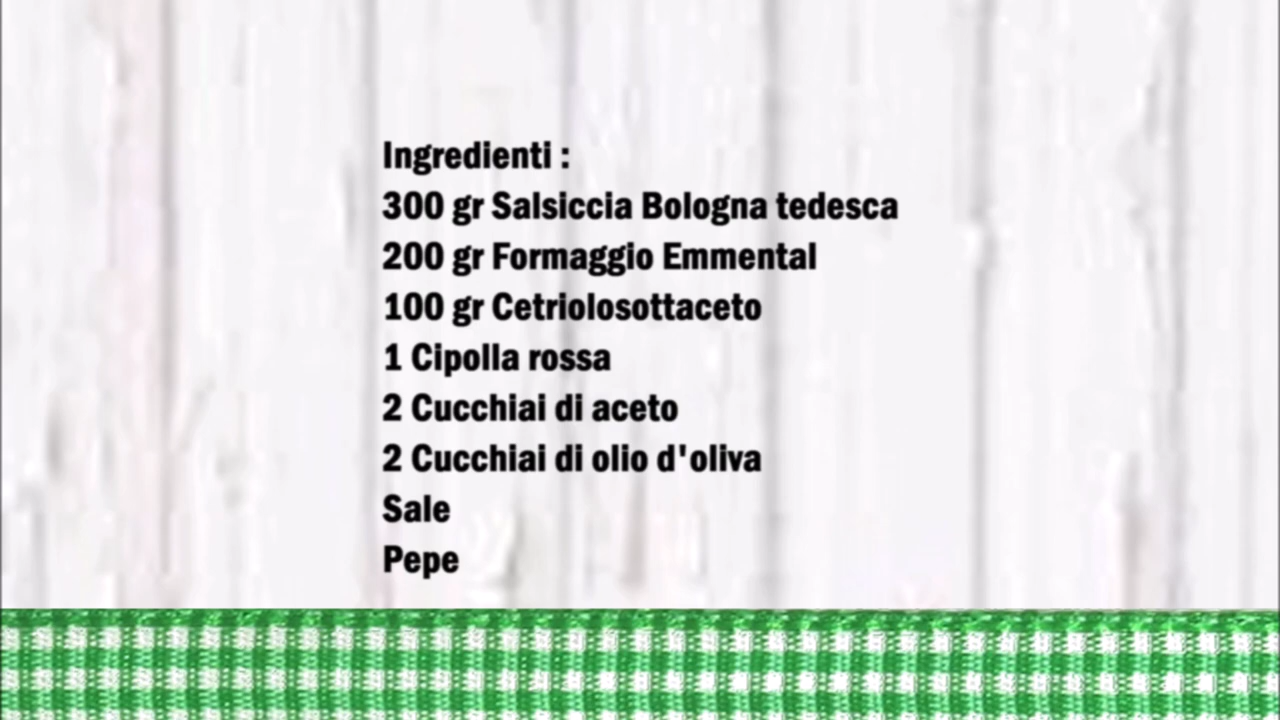 Ingredienti :
300 gr Salsiccia Bologna tedesca
200 gr Formaggio Emmental
100 gr Cetriolosottaceto
1 Cipolla rossa
2 Cucchiai di aceto
2 Cucchiai di olio d'oliva
Sale
Pepe